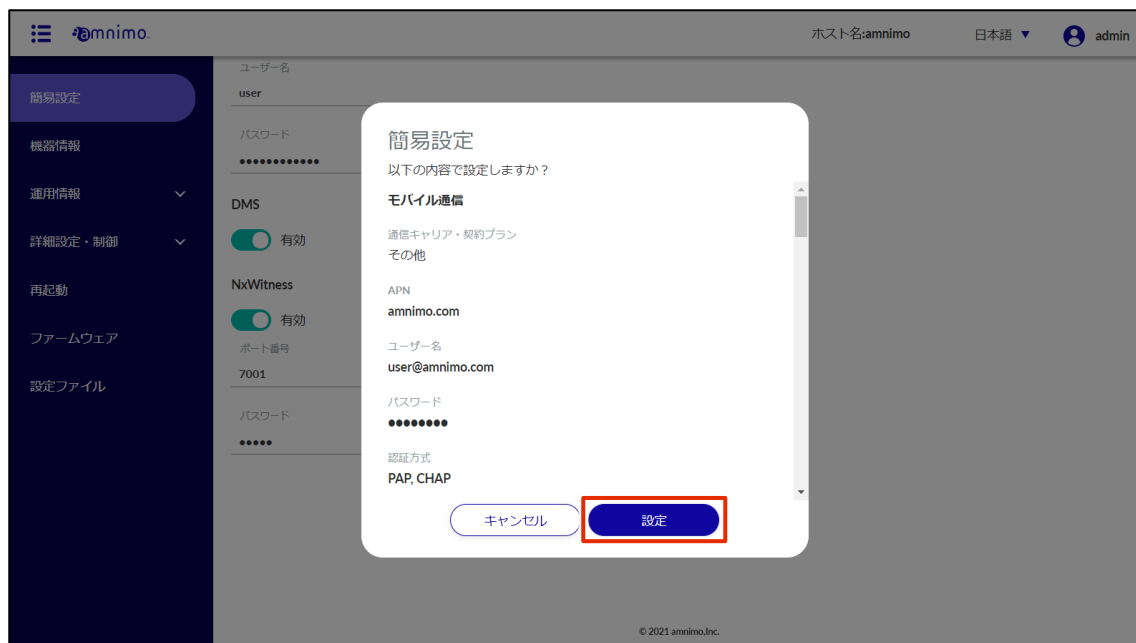 amnimo.
ホスト名:amnimo
日本語 ▼
admin
簡易設定
機器情報
運用情報
詳細設定・制御
再起動
ファームウェア
設定ファイル
ユーザー名
user
パスワード
●●●●●●●●●●●●
DMS
有効
NxWitness
有効
ポート番号
7001
パスワード
●●●●●
簡易設定
以下の内容で設定しますか？
モバイル通信
通信キャリア・契約プラン
その他
APN
amnimo.com
ユーザー名
user@amnimo.com
パスワード
●●●●●●●●
認証方式
PAP, CHAP
キャンセル
設定
© 2021 amnimo,Inc.